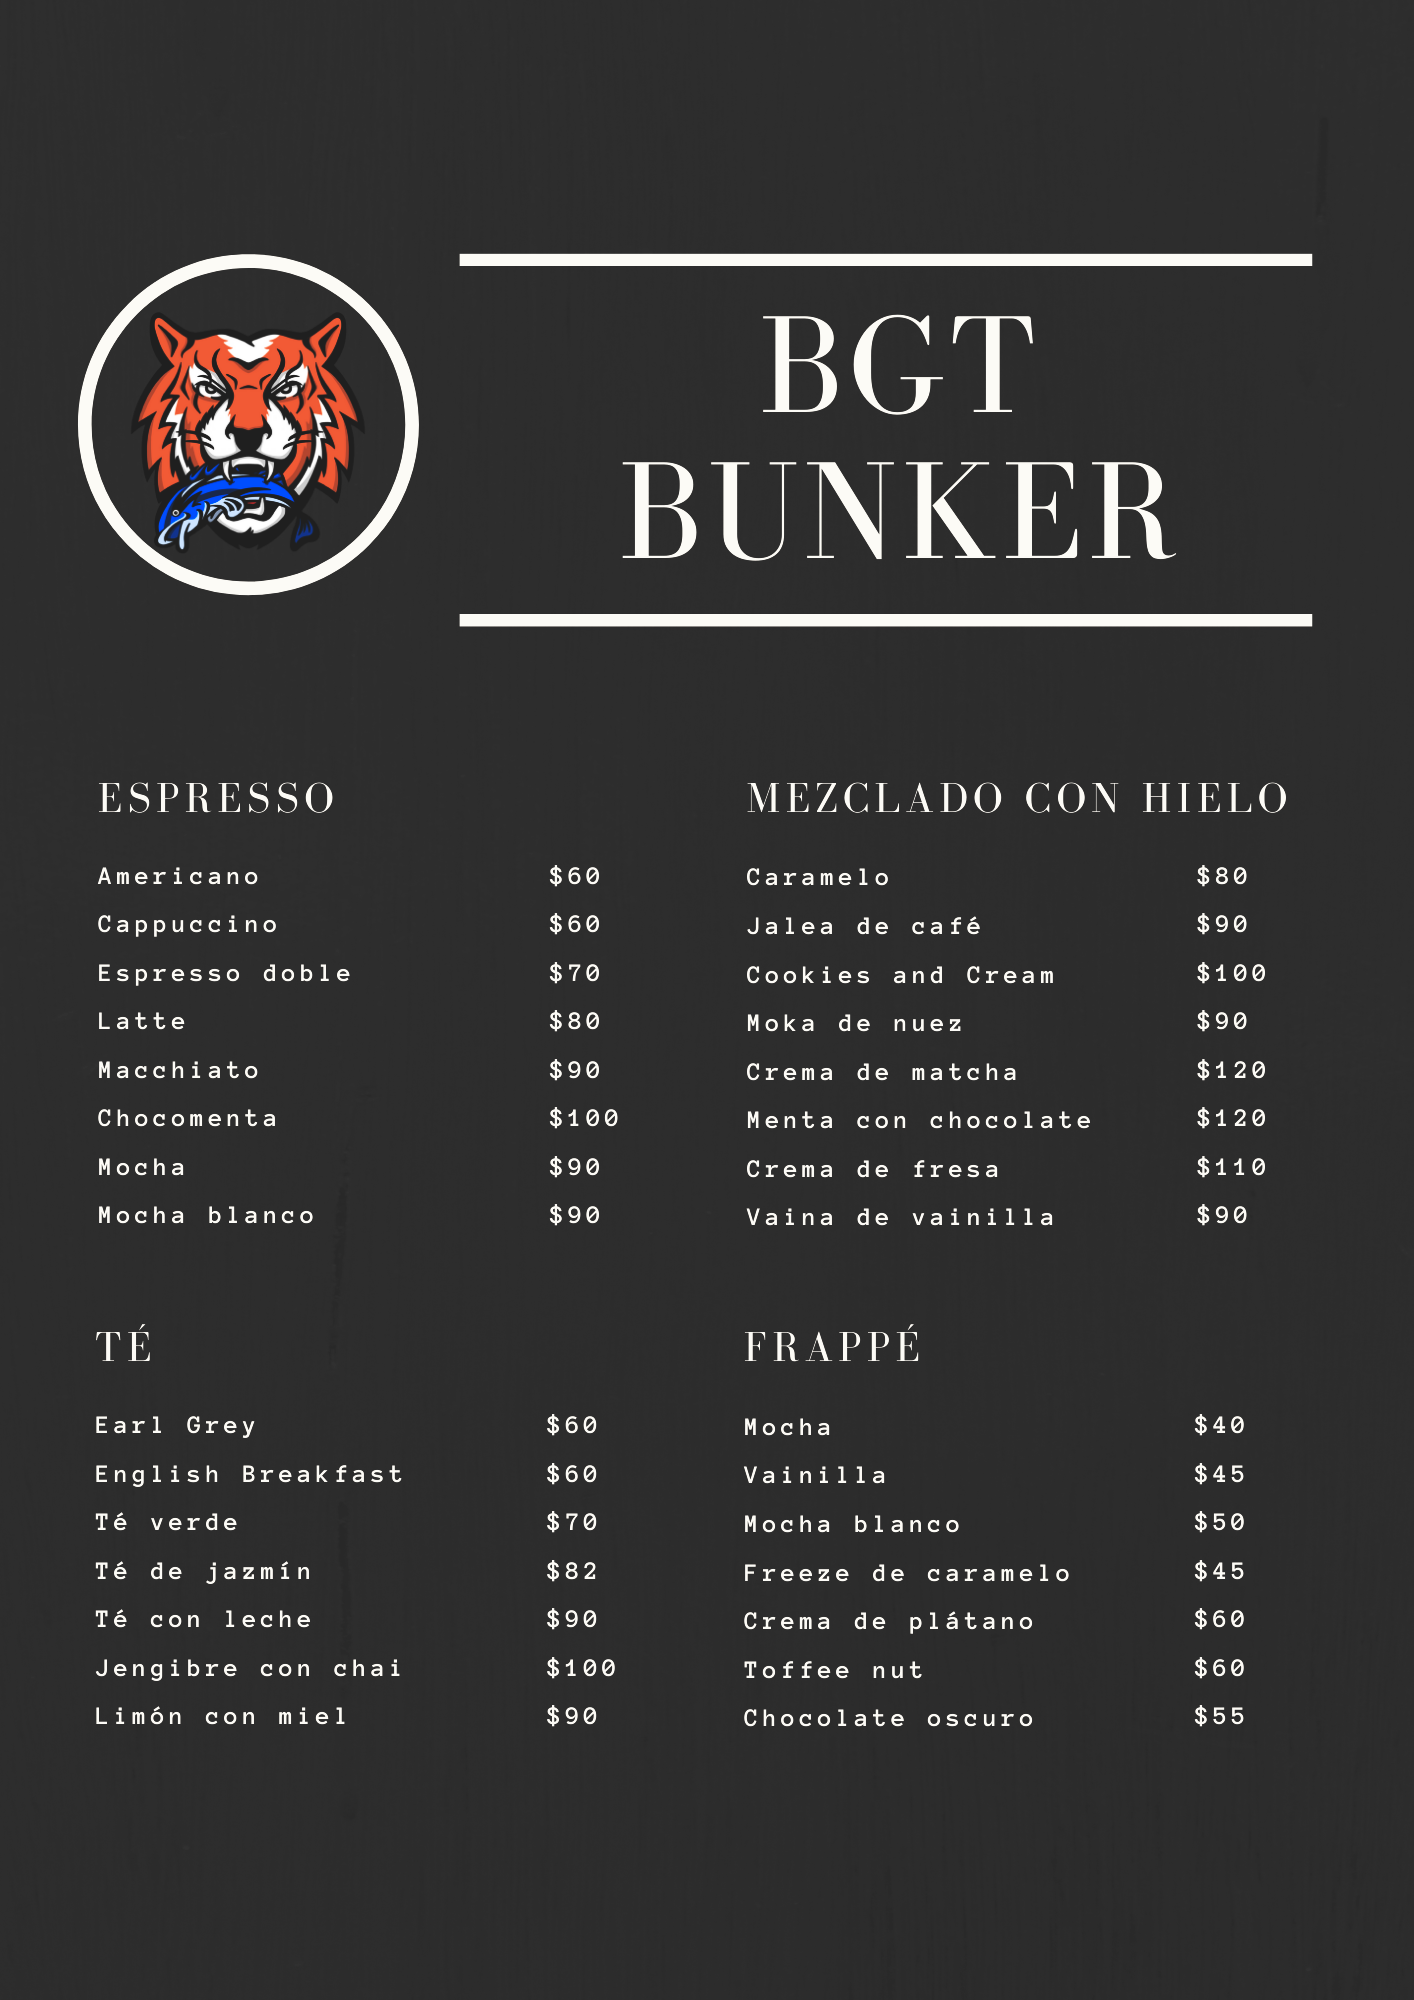 BGT
BUNKER
ESPRESSO
Americano $60
Cappuccino $60
Espresso doble $70
Latte $80
Macchiato $90
Chocomenta $100
Mocha $90
Mocha blanco $90
MEZCLADO CON HIELO
Caramelo $80
Jalea de café $90
Cookies and Cream $100
Moka de nuez $90
Crema de matcha $120
Menta con chocolate $120
Crema de fresa $110
Vaina de vainilla $90
TÉ
Earl Grey $60
English Breakfast $60
Té verde $70
Té de jazmín $82
Té con leche $90
Jengibre con chai $100
Limón con miel $90
FRAPPÉ
Mocha $40
Vainilla $45
Mocha blanco $50
Freeze de caramelo $45
Crema de plátano $60
Toffee nut $60
Chocolate oscuro $55